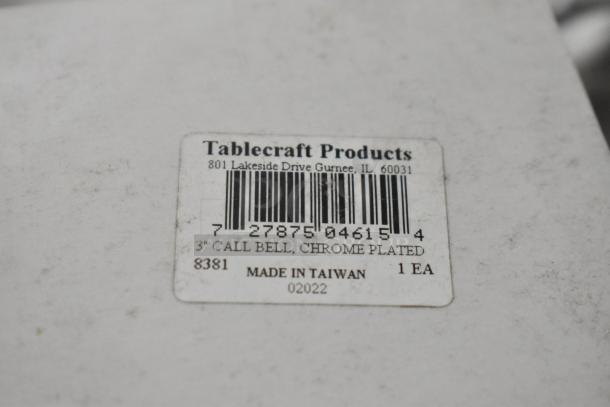 Tablecraft Products
801 Lakeside Drive Gurnee, IL 60031
7 27875 04615 4
3" CALL BELL, CHROME PLATED
8381 MADE IN TAIWAN 1 EA
02022